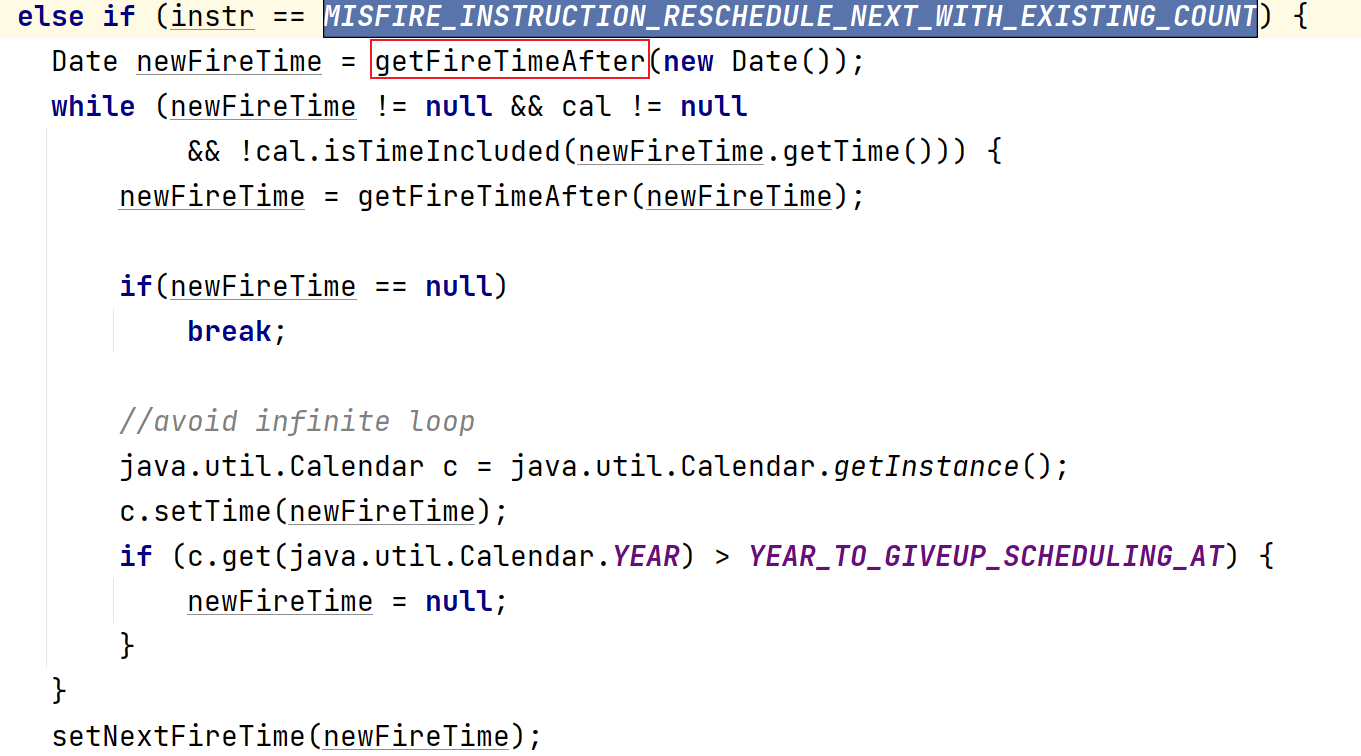 else if (instr == MISFIRE_INSTRUCTION_RESCHEDULE_NEXT_WITH_EXISTING_COUNT) {
Date newFireTime = getFireTimeAfter(new Date());
while (newFireTime != null && cal != null
&& !cal.isTimeIncluded(newFireTime.getTime())) {
newFireTime = getFireTimeAfter(newFireTime);
if(newFireTime == null)
break;
//avoid infinite loop
java.util.Calendar c = java.util.Calendar.getInstance();
c.setTime(newFireTime);
if (c.get(java.util.Calendar.YEAR) > YEAR_TO_GIVEUP_SCHEDULING_AT) {
newFireTime = null;
}
}
setNextFireTime(newFireTime);